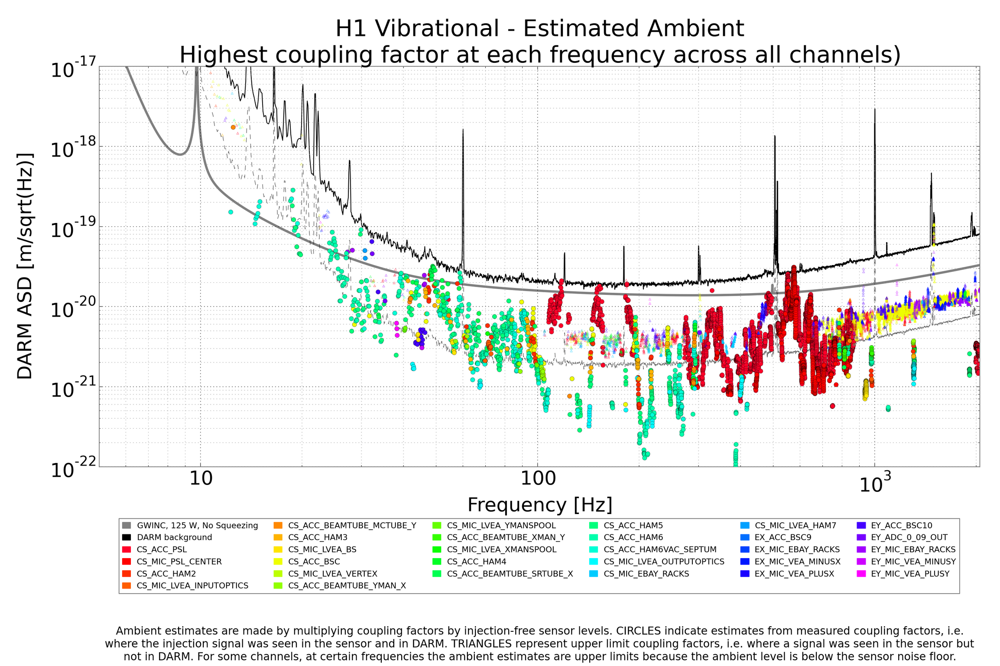 H1 Vibrational - Estimated Ambient
Highest coupling factor at each frequency across all channels)
10^-17
10^-18
10^-19
10^-20
10^-21
10^-22
DARM ASD [m/sqrt(Hz)]
10 100 10^3
Frequency [Hz]
GWINC, 125 W, No Squeezing
DARM background
CS_ACC_PSL
CS_MIC_PSL_CENTER
CS_ACC_HAM2
CS_MIC_LVEA_INPUTOPTICS
CS_ACC_BEAMTUBE_MCTUBE_Y
CS_ACC_HAM3
CS_MIC_LVEA_BS
CS_ACC_BSC
CS_MIC_LVEA_VERTEX
CS_ACC_BEAMTUBE_YMAN_X
CS_MIC_LVEA_YMANSPOOL
CS_ACC_BEAMTUBE_XMAN_Y
CS_MIC_LVEA_XMANSPOOL
CS_ACC_HAM4
CS_ACC_BEAMTUBE_SRTUBE_X
CS_ACC_HAM5
CS_ACC_HAM6
CS_ACC_HAM6VAC_SEPTUM
CS_MIC_LVEA_OUTPUTOPTICS
CS_MIC_EBAY_RACKS
CS_MIC_LVEA_HAM7
EX_ACC_BSC9
EX_MIC_EBAY_RACKS
EX_MIC_VEA_MINUSX
EX_MIC_VEA_PLUSX
EY_ACC_BSC10
EY_ADC_0_09_OUT
EY_MIC_EBAY_RACKS
EY_MIC_VEA_MINUSY
EY_MIC_VEA_PLUSY
Ambient estimates are made by multiplying coupling factors by injection-free sensor levels. CIRCLES indicate estimates from measured coupling factors, i.e.
where the injection signal was seen in the sensor and in DARM. TRIANGLES represent upper limit coupling factors, i.e. where a signal was seen in the sensor but
not in DARM. For some channels, at certain frequencies the ambient estimates are upper limits because the ambient level is below the sensor noise floor.